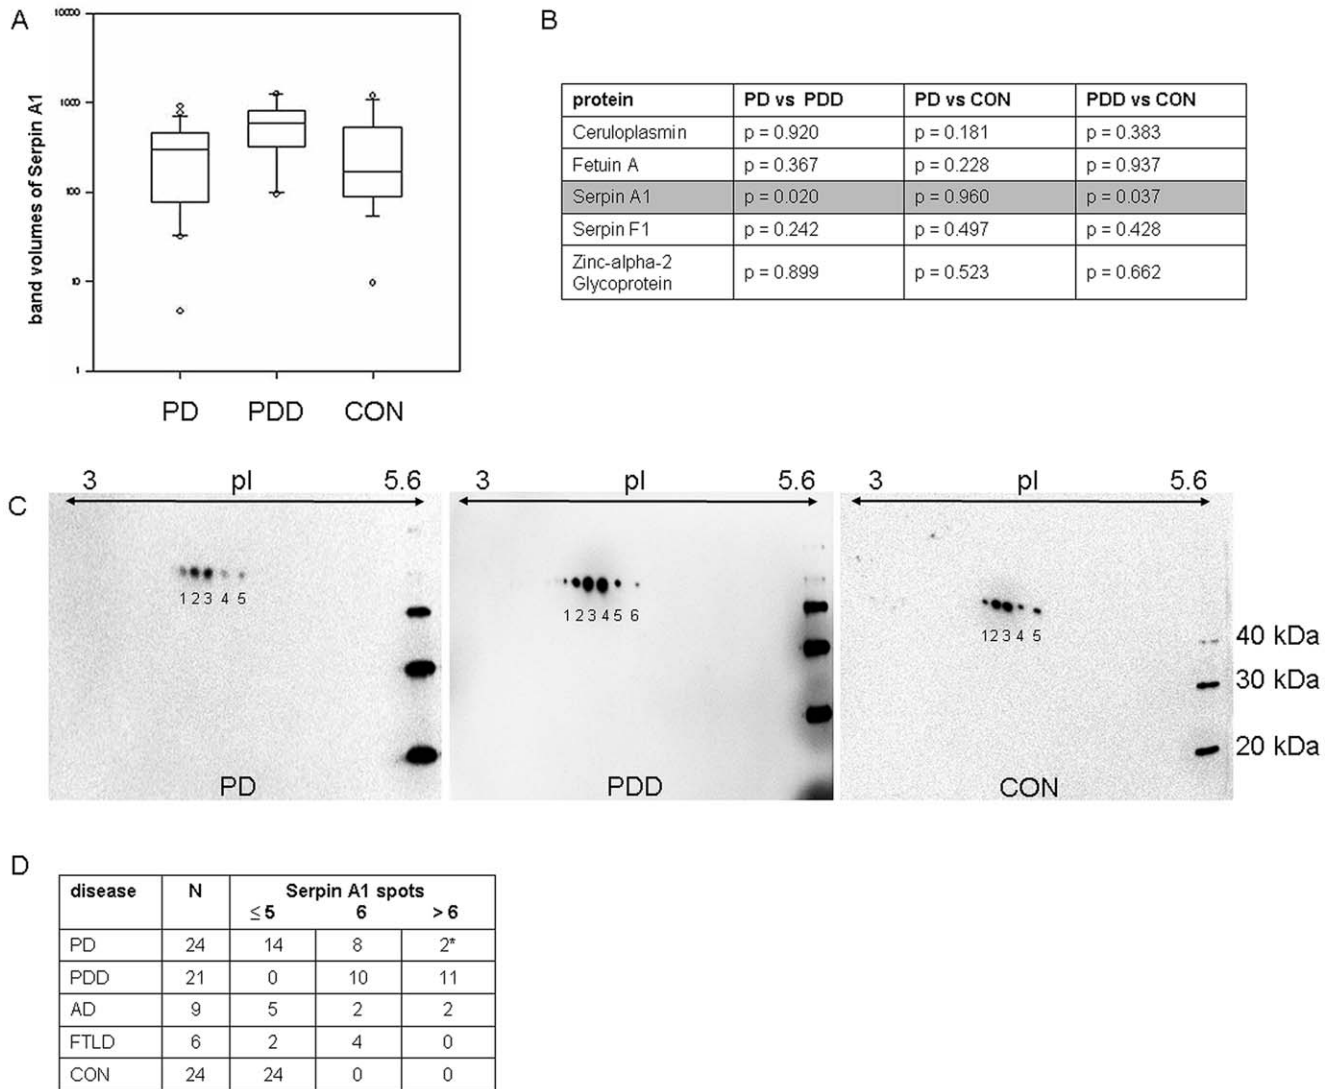 A
10000
1000
100
10
1
band volumes of Serpin A1
PD PDD CON
B
protein PD vs PDD PD vs CON PDD vs CON
Ceruloplasmin p = 0.920 p = 0.181 p = 0.383
Fetuin A p = 0.367 p = 0.228 p = 0.937
Serpin A1 p = 0.020 p = 0.960 p = 0.037
Serpin F1 p = 0.242 p = 0.497 p = 0.428
Zinc-alpha-2
Glycoprotein p = 0.899 p = 0.523 p = 0.662
C
3 pI 5.6
1 2 3 4 5
PD
3 pI 5.6
1 2 3 4 5 6
PDD
3 pI 5.6
1 2 3 4 5
CON
40 kDa
30 kDa
20 kDa
D
disease N Serpin A1 spots
≤ 5 6 > 6
PD 24 14 8 2*
PDD 21 0 10 11
AD 9 5 2 2
FTLD 6 2 4 0
CON 24 24 0 0